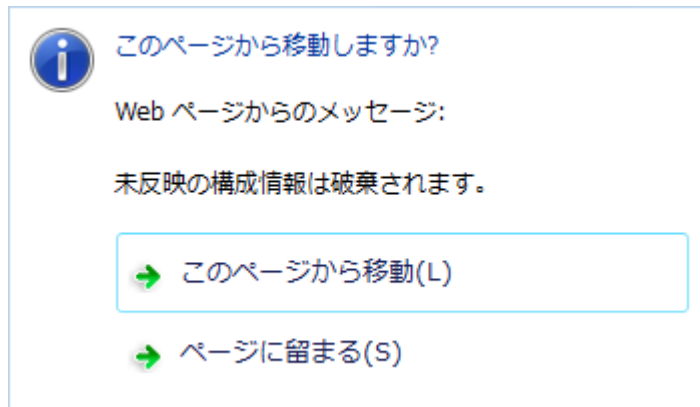 このページから移動しますか?
Web ページからのメッセージ:
未反映の構成情報は破棄されます。
このページから移動(L)
ページに留まる(S)